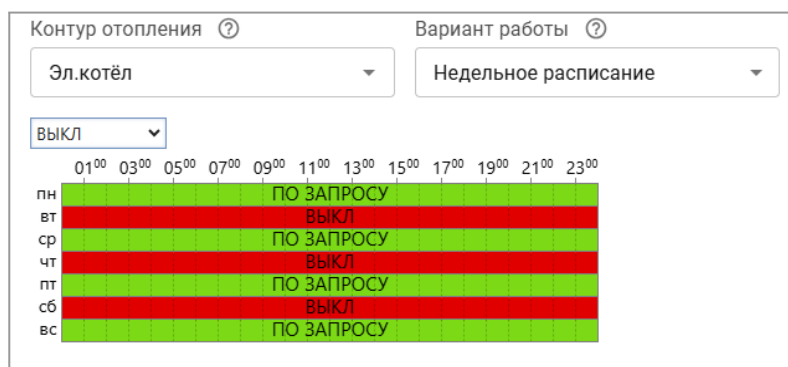 Контур отопления ? Вариант работы ?
Эл.котёл Недельное расписание
ВЫКЛ
01⁰⁰ 03⁰⁰ 05⁰⁰ 07⁰⁰ 09⁰⁰ 11⁰⁰ 13⁰⁰ 15⁰⁰ 17⁰⁰ 19⁰⁰ 21⁰⁰ 23⁰⁰
пн ПО ЗАПРОСУ
вт ВЫКЛ
ср ПО ЗАПРОСУ
чт ВЫКЛ
пт ПО ЗАПРОСУ
сб ВЫКЛ
вс ПО ЗАПРОСУ